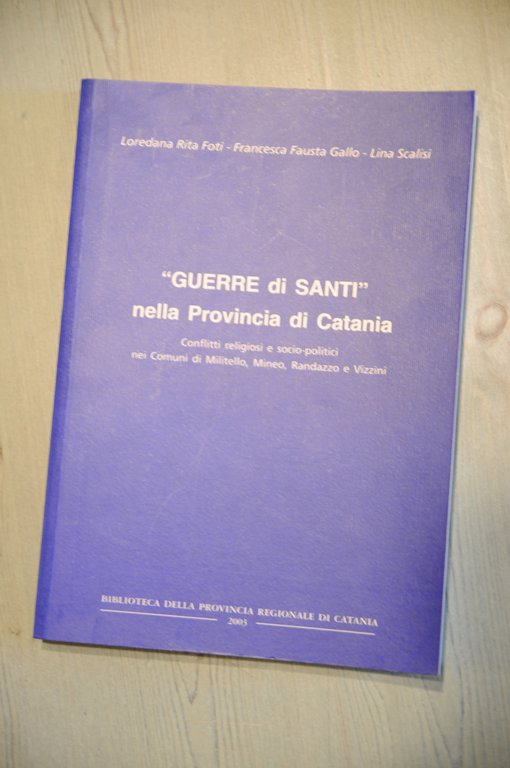 Loredana Rita Foti - Francesca Fausta Gallo - Lina Scalisi
“GUERRE di SANTI”
nella Provincia di Catania
Conflitti religiosi e socio-politici
nei Comuni di Militello, Mineo, Randazzo e Vizzini
BIBLIOTECA DELLA PROVINCIA REGIONALE DI CATANIA
2003